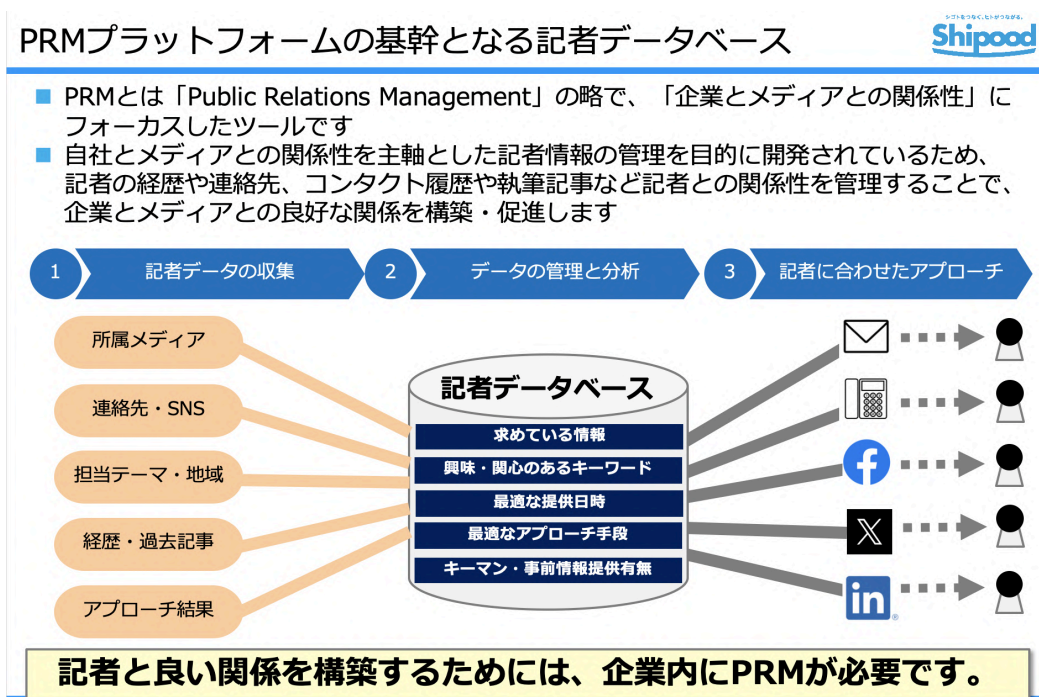 PRMプラットフォームの基幹となる記者データベース
シゴトをつなぐ、ヒトがつながる。
Shipood
PRMとは「Public Relations Management」の略で、「企業とメディアとの関係性」に
フォーカスしたツールです
自社とメディアとの関係性を主軸とした記者情報の管理を目的に開発されているため、
記者の経歴や連絡先、コンタクト履歴や執筆記事など記者との関係性を管理することで、
企業とメディアとの良好な関係を構築・促進します
1 記者データの収集
2 データの管理と分析
3 記者に合わせたアプローチ
所属メディア
連絡先・SNS
担当テーマ・地域
経歴・過去記事
アプローチ結果
記者データベース
求めている情報
興味・関心のあるキーワード
最適な提供日時
最適なアプローチ手段
キーマン・事前情報提供有無
f
X
in
記者と良い関係を構築するためには、企業内にPRMが必要です。